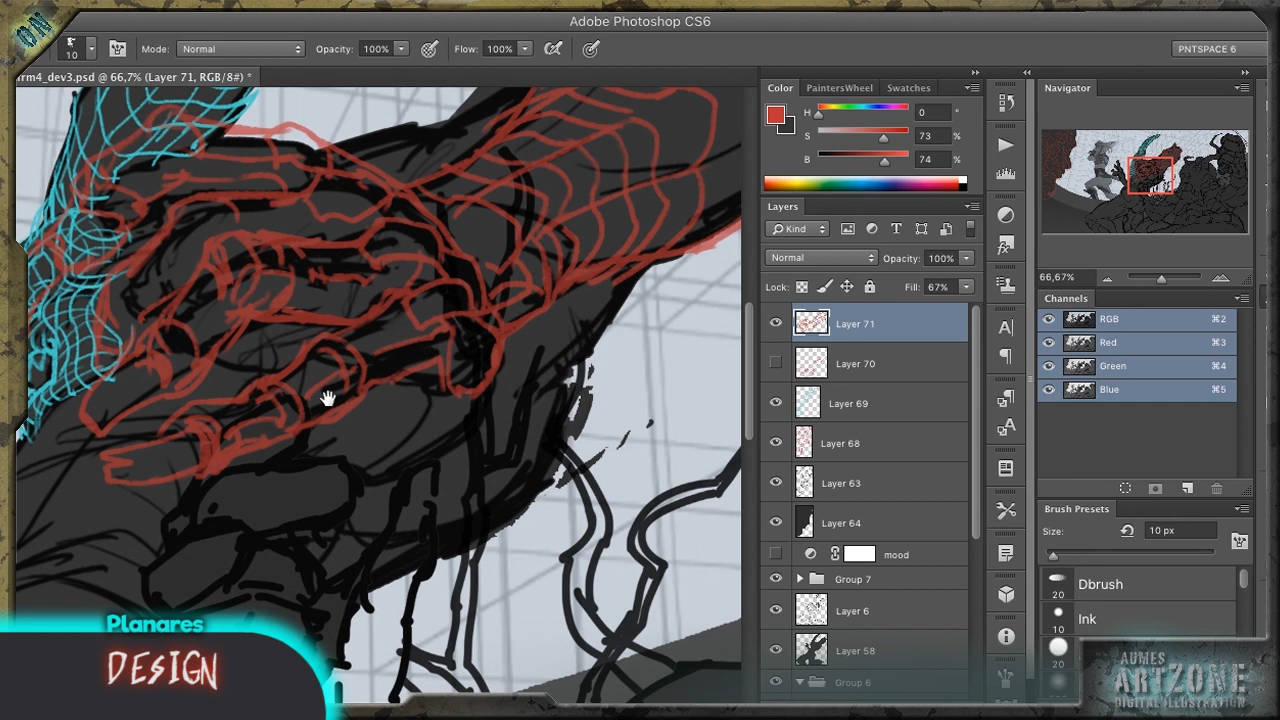 ON
Adobe Photoshop CS6
10
Mode: Normal
Opacity: 100%
Flow: 100%
PNTSPACE 6
rm4_dev3.psd @ 66,7% (Layer 71, RGB/8#) *
Color
PaintersWheel
Swatches
H 0 °
S 73 %
B 74 %
Layers
Kind
Normal
Opacity: 100%
Lock:
Fill: 67%
Layer 71
Layer 70
Layer 69
Layer 68
Layer 63
Layer 64
mood
Group 7
Layer 6
Layer 58
Group 6
Navigator
66,67%
Channels
RGB ⌘2
Red ⌘3
Green ⌘4
Blue ⌘5
Brush Presets
Size: 10 px
Dbrush
20
Ink
10
20
Planares
DESIGN
AUMES
ARTZONE
DIGITAL ILLUSTRATION